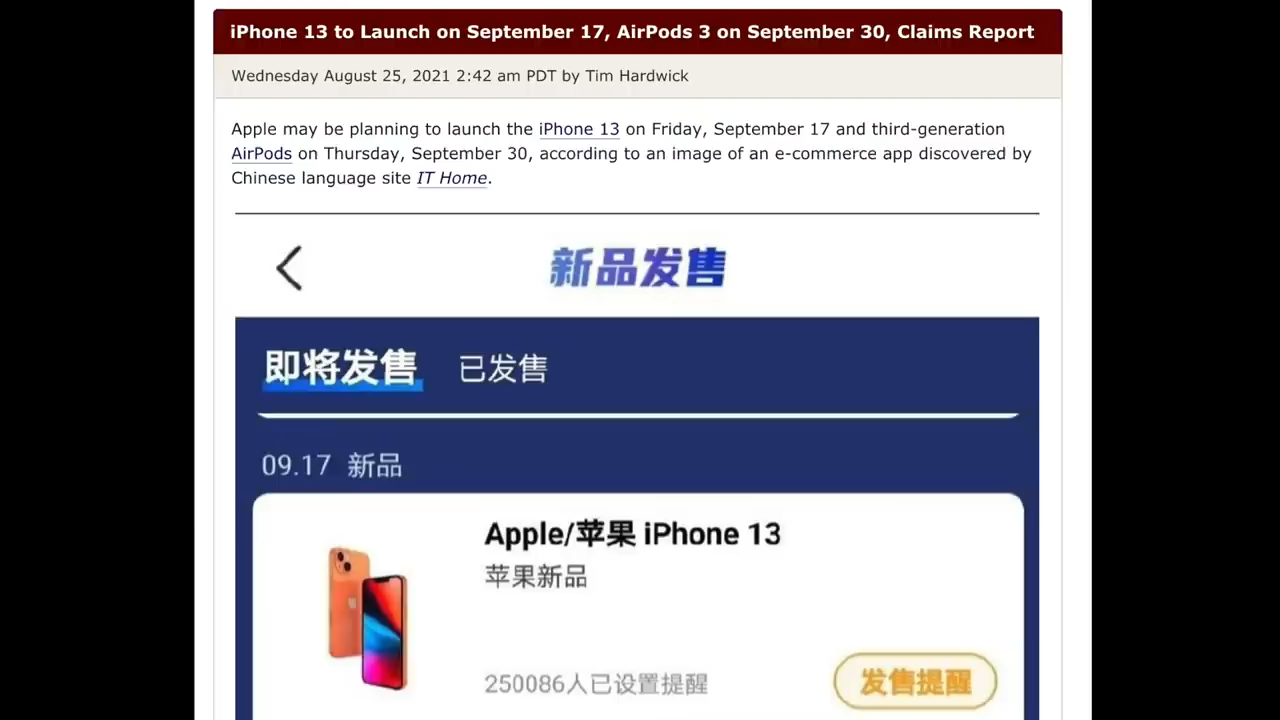 iPhone 13 to Launch on September 17, AirPods 3 on September 30, Claims Report
Wednesday August 25, 2021 2:42 am PDT by Tim Hardwick
Apple may be planning to launch the iPhone 13 on Friday, September 17 and third-generation
AirPods on Thursday, September 30, according to an image of an e-commerce app discovered by
Chinese language site IT Home.
新品发售
即将发售 已发售
09.17 新品
Apple/苹果 iPhone 13
苹果新品
250086人已设置提醒
发售提醒